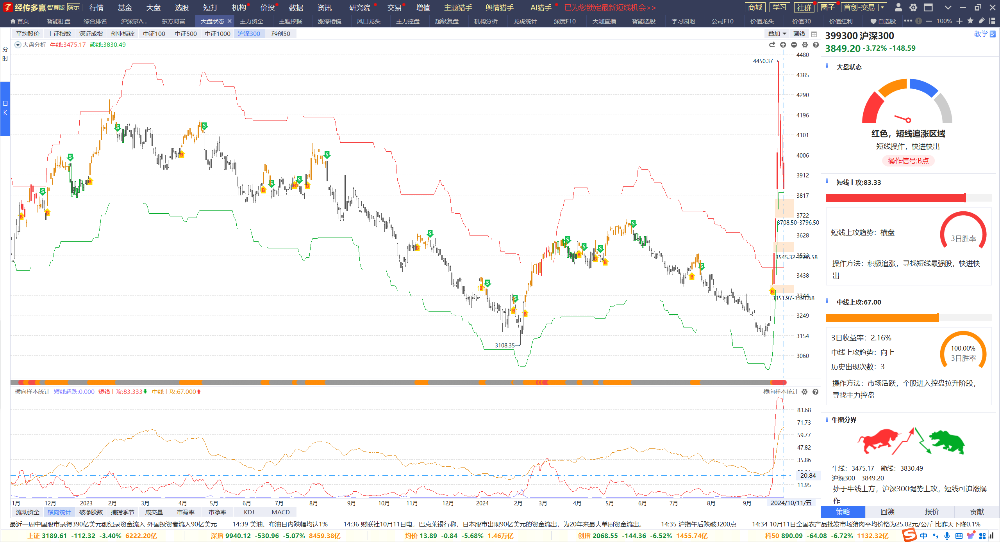 经传多赢 智尊版 演示 行情 基金 大盘 选股 短打 机构 价投 数据 资讯 研究院 交易 增值 主题猎手 舆情猎手 AI猎手 已为您锁定最新短线机会>> 商城 学习 社群 圈子 首创-交易
首页 智能盯盘 综合排名 沪深京A... 东方财富 大盘状态 主力资金 主题挖掘 涨停棱镜 风口龙头 主力控盘 超级复盘 机构分析 龙虎统计 深度F10 大咖直播 智能选股 学习园地 公司F10 价值龙头 价值30 价值红利 自选股 100%
平均股价 上证指数 深证成指 创业板综 中证100 中证500 中证1000 沪深300 科创50 叠加 画线
大盘分析 牛线:3475.17 熊线:3830.49
分时
日K
4480
4450.37→
4385
4290
4196
4101
4006
3912
3817
3722
3708.50-3796.50
3628
3545.32-3596.58
3438
3351.97-3391.68
3249
3154
3108.35→
3060
横向样本统计 短线超跌:0.000 短线上攻:83.333 中线上攻:67.000 横向样本统计
83.68
71.73
59.77
47.82
35.86
20.84
11.95
11月 12月 2023 2月 3月 4月 5月 6月 7月 8月 9月 10月 11月 12月 2024 2月 3月 4月 5月 6月 7月 8月 9月 2024/10/11/五
流动资金 横向统计 破净股数 捕捞季节 成交量 市盈率 市净率 KDJ MACD
399300 沪深300 教学
3849.20 -3.72% -148.59
大盘状态
红色，短线追涨区域
短线操作，快进快出
操作信号:B点
短线上攻:83.33
短线上攻趋势：横盘
-
3日胜率
操作方法：积极追涨，寻找短线最强股，快进快
出
中线上攻:67.00
3日收益率：2.16%
中线上攻趋势：向上
历史出现次数：3
100.00%
3日胜率
操作方法：市场活跃，个股进入控盘拉升阶段，
寻找主力控盘
牛熊分界
牛线： 3475.17 熊线： 3830.49
沪深300 3849.20
处于牛线上方，沪深300强势上攻，短线可追涨操
作
策略 回溯 报价 贡献
最近一周中国股市录得390亿美元创纪录资金流入 外国投资者流入90亿美元 14:39 美油、布油日内跌幅均达1% 14:36 财联社10月11日电，巴克莱银行称，日本股市出现90亿美元的资金流出，为20年来最大单周资金流出。 14:35 沪指午后跌破3200点 14:34 10月11日全国农产品批发市场猪肉平均价格为25.02元/公斤 比昨天下降0.1%
上证 3189.61 -112.32 -3.40% 6222.20亿 深指 9940.12 -530.96 -5.07% 8459.38亿 均价 13.89 -0.84 -5.68% 1.46万亿 创指 2068.55 -144.36 -6.52% 1455.74亿 科50 890.09 -64.08 -6.72% 1132.32亿 中